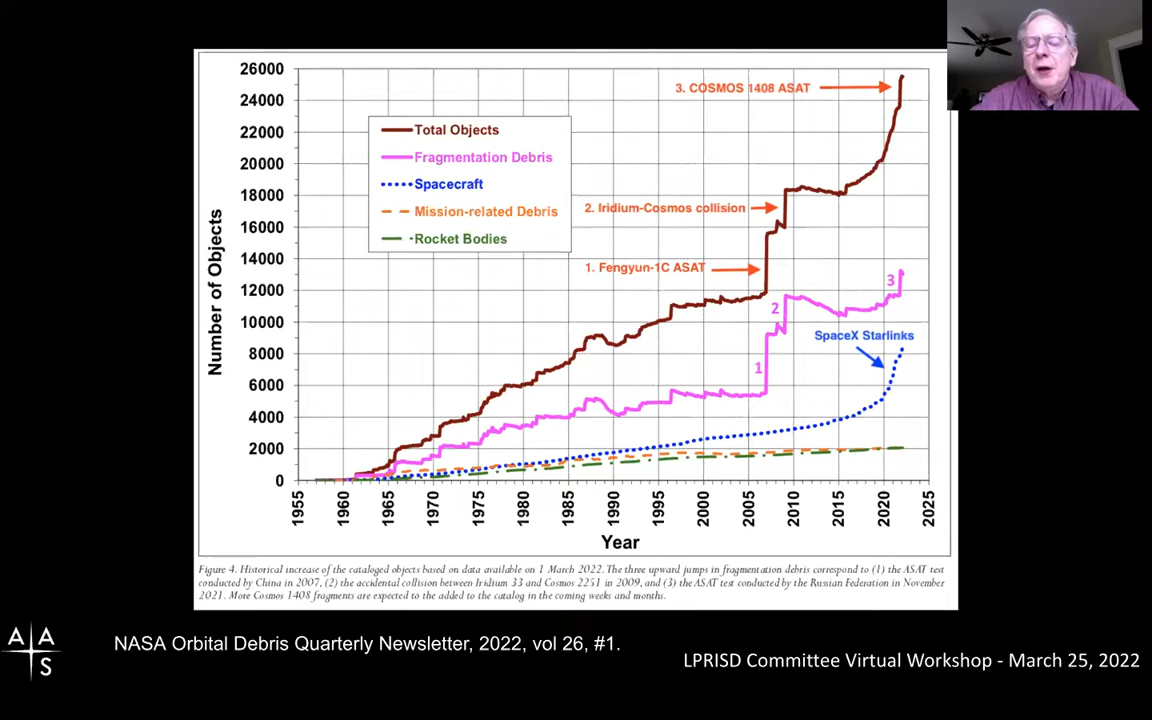 26000
24000
22000
20000
18000
16000
14000
12000
10000
8000
6000
4000
2000
0
Number of Objects
Total Objects
Fragmentation Debris
Spacecraft
Mission-related Debris
Rocket Bodies
3. COSMOS 1408 ASAT
2. Iridium-Cosmos collision
1. Fengyun-1C ASAT
3
2
1
SpaceX Starlinks
1955
1960
1965
1970
1975
1980
1985
1990
1995
2000
2005
2010
2015
2020
2025
Year
Figure 4. Historical increase of the cataloged objects based on data available on 1 March 2022. The three upward jumps in fragmentation debris correspond to (1) the ASAT test
conducted by China in 2007, (2) the accidental collision between Iridium 33 and Cosmos 2251 in 2009, and (3) the ASAT test conducted by the Russian Federation in November
2021. More Cosmos 1408 fragments are expected to the added to the catalog in the coming weeks and months.
A A
S
NASA Orbital Debris Quarterly Newsletter, 2022, vol 26, #1.
LPRISD Committee Virtual Workshop - March 25, 2022